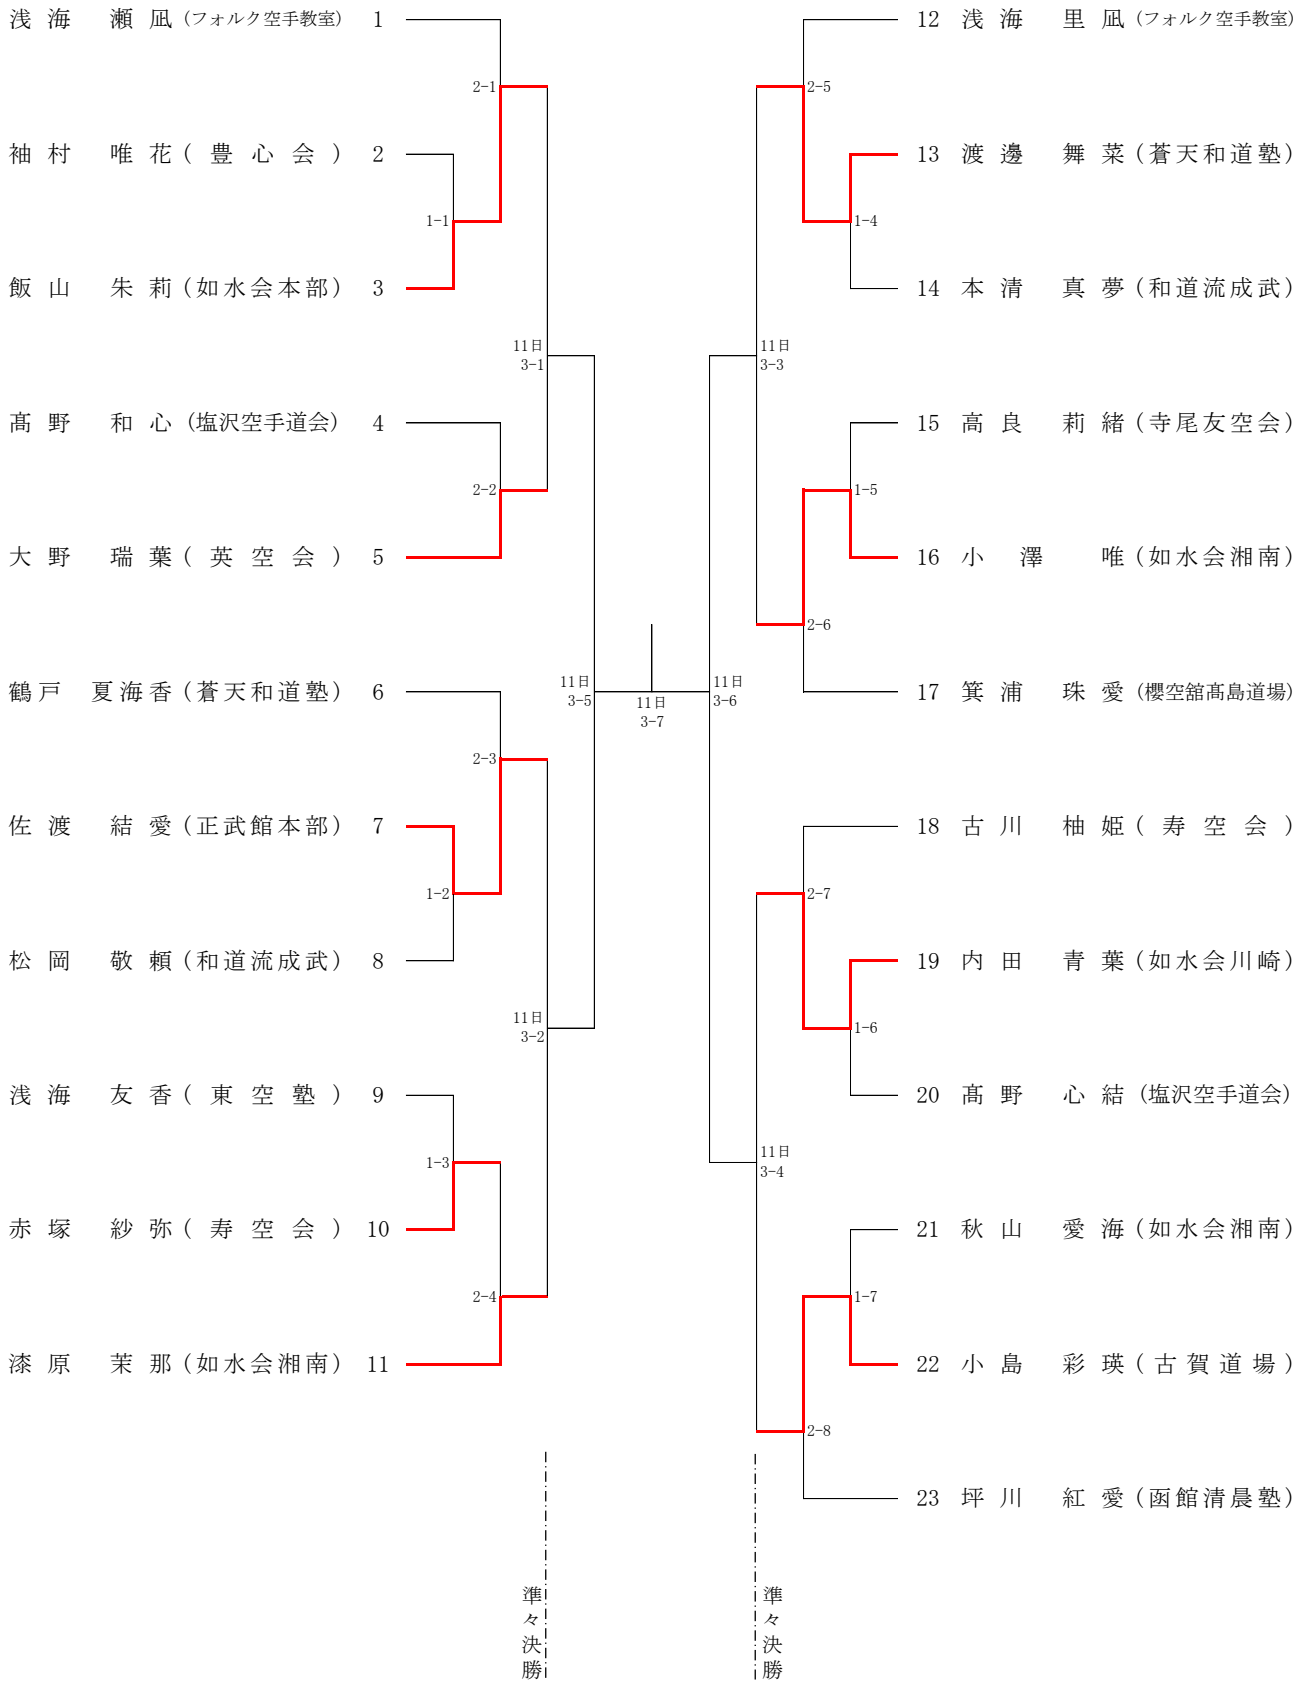 浅海 瀬凪 (フォルク空手教室) 1
2-1
袖村 唯花 (豊心会) 2
1-1
飯山 朱莉 (如水会本部) 3
11日
3-1
髙野 和心 (塩沢空手道会) 4
2-2
大野 瑞葉 (英空会) 5
鶴戸 夏海香 (蒼天和道塾) 6
11日
3-5
2-3
佐渡 結愛 (正武館本部) 7
1-2
松岡 敬頼 (和道流成武) 8
11日
3-2
浅海 友香 (東空塾) 9
1-3
赤塚 紗弥 (寿空会) 10
2-4
漆原 茉那 (如水会湘南) 11
準々決勝
11日
3-7
12 浅海 里凪 (フォルク空手教室)
2-5
13 渡邊 舞菜 (蒼天和道塾)
1-4
14 本清 真夢 (和道流成武)
11日
3-3
15 高良 莉緒 (寺尾友空会)
1-5
16 小澤 唯 (如水会湘南)
2-6
17 箕浦 珠愛 (櫻空舘髙島道場)
11日
3-6
18 古川 柚姫 (寿空会)
2-7
19 内田 青葉 (如水会川崎)
1-6
20 髙野 心結 (塩沢空手道会)
11日
3-4
21 秋山 愛海 (如水会湘南)
1-7
22 小島 彩瑛 (古賀道場)
2-8
23 坪川 紅愛 (函館清晨塾)
準々決勝